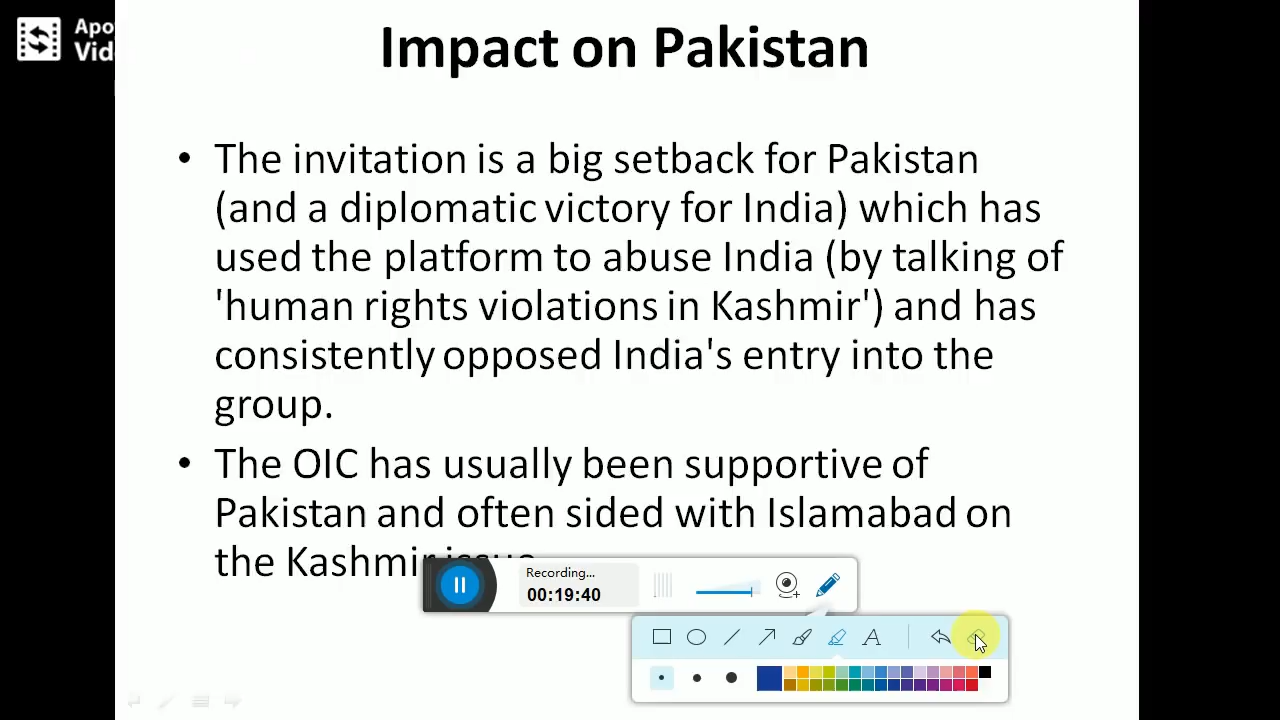 Apo
Vide
Impact on Pakistan
• The invitation is a big setback for Pakistan
(and a diplomatic victory for India) which has
used the platform to abuse India (by talking of
'human rights violations in Kashmir') and has
consistently opposed India's entry into the
group.
• The OIC has usually been supportive of
Pakistan and often sided with Islamabad on
the Kashmir issue
Recording...
00:19:40
A